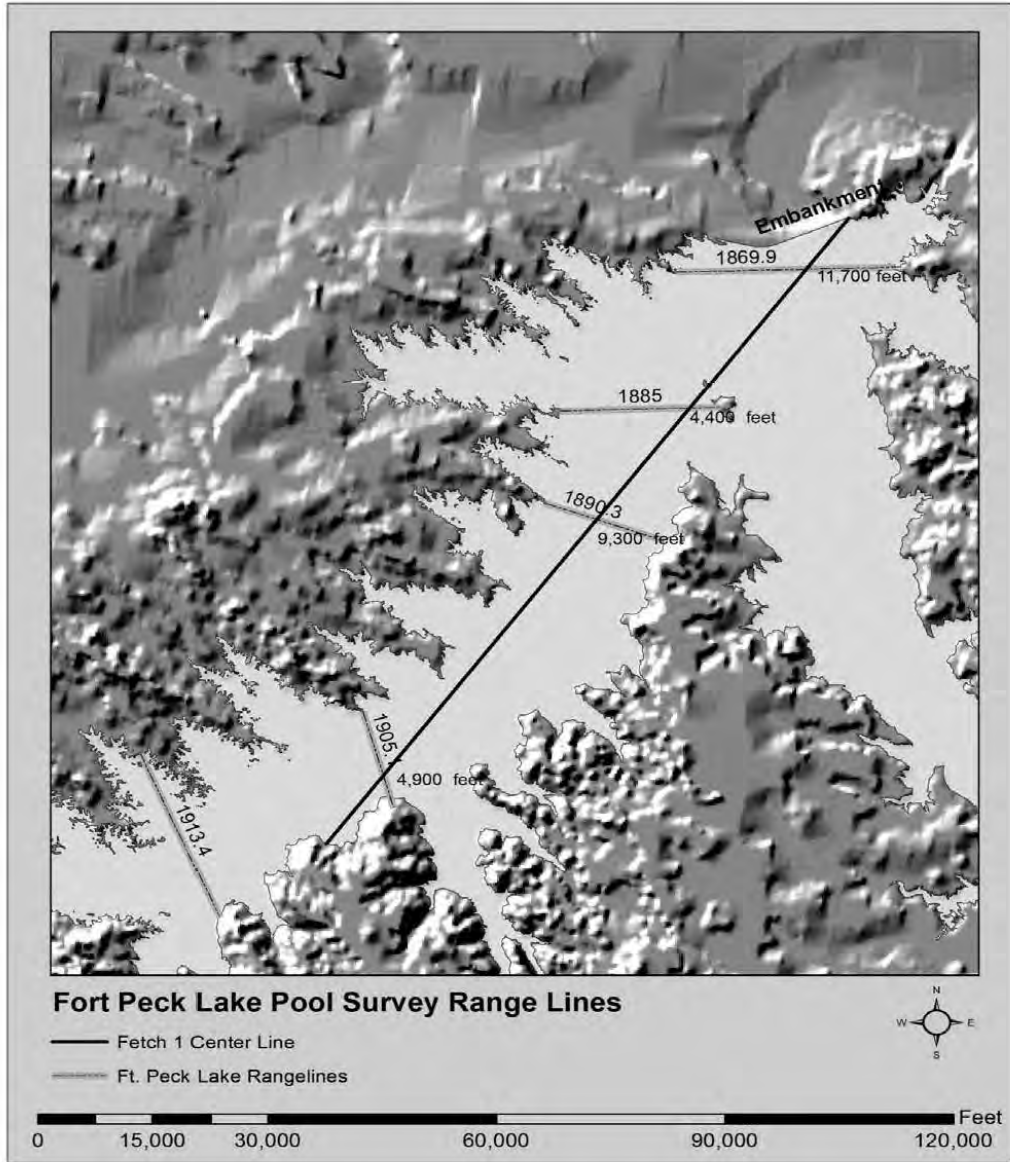 Embankment
1869.9
11,700 feet
1885
4,400 feet
1890.3
9,300 feet
1905.
4,900 feet
1913.4
Fort Peck Lake Pool Survey Range Lines
Fetch 1 Center Line
Ft. Peck Lake Rangelines
N
W E
S
Feet
0 15,000 30,000 60,000 90,000 120,000